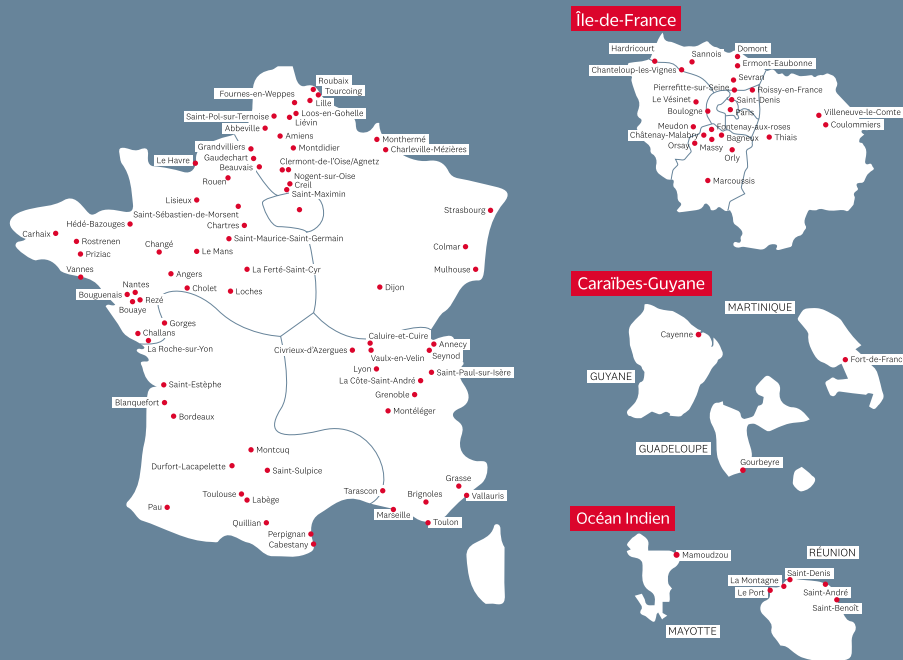 Île-de-France
Hardricourt
Domont
Sannois
Ermont-Eaubonne
Chanteloup-les-Vignes
Sevran
Pierrefitte-sur-Seine
Roissy-en-France
Le Vésinet
Saint-Denis
Boulogne
Paris
Villeneuve-le-Comte
Coulommiers
Meudon
Fontenay-aux-roses
Châtenay-Malabry
Bagneux
Thiais
Orsay
Massy
Orly
Marcoussis
Roubaix
Tourcoing
Fournes-en-Weppes
Lille
Loos-en-Gohelle
Saint-Pol-sur-Ternoise
Liévin
Abbeville
Amiens
Monthermé
Grandvilliers
Montdidier
Charleville-Mézières
Gaudechart
Le Havre
Clermont-de-l'Oise/Agnetz
Beauvais
Nogent-sur-Oise
Rouen
Creil
Saint-Maximin
Lisieux
Saint-Sébastien-de-Morsent
Strasbourg
Hédé-Bazouges
Chartres
Carhaix
Rostrenen
Changé
Saint-Maurice-Saint-Germain
Priziac
Le Mans
Colmar
Vannes
Angers
La Ferté-Saint-Cyr
Mulhouse
Nantes
Cholet
Loches
Dijon
Bouguenais
Rezé
Bouaye
Gorges
Challans
La Roche-sur-Yon
Caluire-et-Cuire
Annecy
Civrieux-d'Azergues
Vaulx-en-Velin
Seynod
Lyon
Saint-Paul-sur-Isère
Saint-Estèphe
La Côte-Saint-André
Grenoble
Blanquefort
Montéléger
Bordeaux
Montcuq
Durfort-Lacapelette
Saint-Sulpice
Grasse
Toulouse
Labège
Tarascon
Brignoles
Vallauris
Pau
Marseille
Quillian
Toulon
Perpignan
Cabestany
Caraïbes-Guyane
MARTINIQUE
Cayenne
Fort-de-Franc
GUYANE
GUADELOUPE
Gourbeyre
Océan Indien
Mamoudzou
RÉUNION
Saint-Denis
La Montagne
Le Port
Saint-André
Saint-Benoît
MAYOTTE